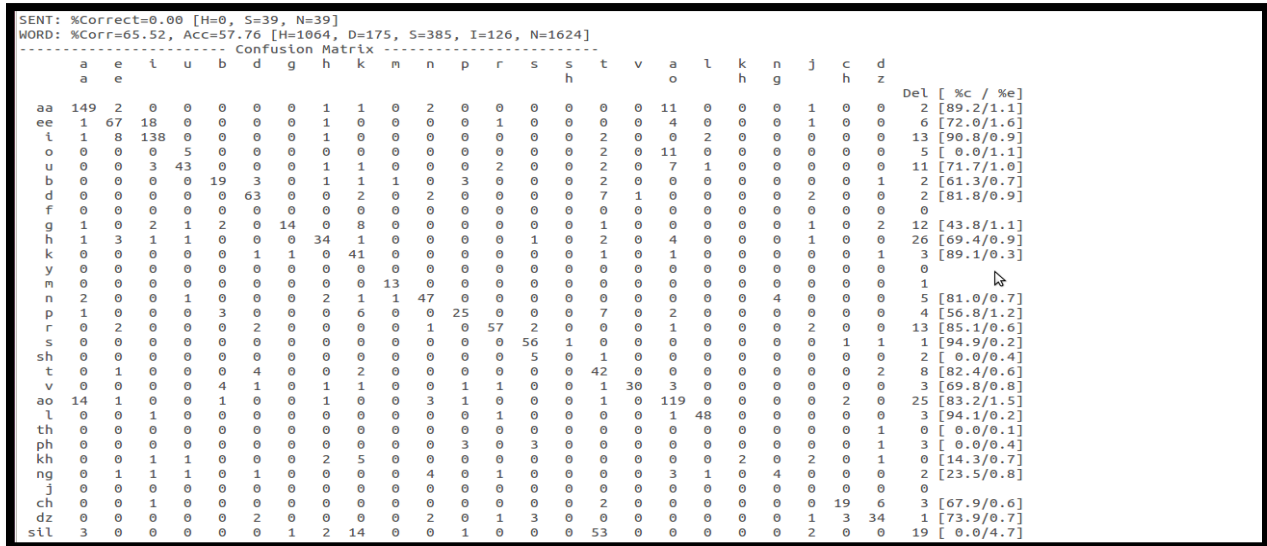 SENT: %Correct=0.00 [H=0, S=39, N=39]
WORD: %Corr=65.52, Acc=57.76 [H=1064, D=175, S=385, I=126, N=1624]
------------------------ Confusion Matrix -------------------------
a e i u b d g h k m n p r s s t v a l k n j c d
a e h o h g h z
Del [ %c / %e]
aa 149 2 0 0 0 0 0 1 1 0 2 0 0 0 0 0 0 11 0 0 0 1 0 0 2 [89.2/1.1]
ee 1 67 18 0 0 0 0 1 0 0 0 0 1 0 0 0 0 4 0 0 0 1 0 0 6 [72.0/1.6]
i 1 8 138 0 0 0 0 1 0 0 0 0 0 0 0 2 0 0 2 0 0 0 0 0 13 [90.8/0.9]
o 0 0 0 5 0 0 0 0 0 0 0 0 0 0 0 2 0 11 0 0 0 0 0 0 5 [ 0.0/1.1]
u 0 0 3 43 0 0 0 1 1 0 0 0 2 0 0 2 0 7 1 0 0 0 0 0 11 [71.7/1.0]
b 0 0 0 0 19 3 0 1 1 1 0 3 0 0 0 2 0 0 0 0 0 0 0 1 2 [61.3/0.7]
d 0 0 0 0 0 63 0 0 2 0 2 0 0 0 0 7 1 0 0 0 0 2 0 0 2 [81.8/0.9]
f 0 0 0 0 0 0 0 0 0 0 0 0 0 0 0 0 0 0 0 0 0 0 0 0 0
g 1 0 2 1 2 0 14 0 8 0 0 0 0 0 0 1 0 0 0 0 0 1 0 2 12 [43.8/1.1]
h 1 3 1 1 0 0 0 34 1 0 0 0 0 1 0 2 0 4 0 0 0 1 0 0 26 [69.4/0.9]
k 0 0 0 0 0 1 1 0 41 0 0 0 0 0 0 1 0 1 0 0 0 0 0 1 3 [89.1/0.3]
y 0 0 0 0 0 0 0 0 0 0 0 0 0 0 0 0 0 0 0 0 0 0 0 0 0
m 0 0 0 0 0 0 0 0 0 13 0 0 0 0 0 0 0 0 0 0 0 0 0 0 1
n 2 0 0 1 0 0 0 2 1 1 47 0 0 0 0 0 0 0 0 0 4 0 0 0 5 [81.0/0.7]
p 1 0 0 0 3 0 0 0 6 0 0 25 0 0 0 7 0 2 0 0 0 0 0 0 4 [56.8/1.2]
r 0 2 0 0 0 2 0 0 0 0 1 0 57 2 0 0 0 1 0 0 0 2 0 0 13 [85.1/0.6]
s 0 0 0 0 0 0 0 0 0 0 0 0 0 56 1 0 0 0 0 0 0 0 1 1 1 [94.9/0.2]
sh 0 0 0 0 0 0 0 0 0 0 0 0 0 5 0 1 0 0 0 0 0 0 0 0 2 [ 0.0/0.4]
t 0 1 0 0 0 4 0 0 2 0 0 0 0 0 0 42 0 0 0 0 0 0 0 2 8 [82.4/0.6]
v 0 0 0 0 4 1 0 1 1 0 0 1 1 0 0 1 30 3 0 0 0 0 0 0 3 [69.8/0.8]
ao 14 1 0 0 1 0 0 1 0 0 3 1 0 0 0 1 0 119 0 0 0 0 2 0 25 [83.2/1.5]
l 0 0 1 0 0 0 0 0 0 0 0 0 1 0 0 0 0 1 48 0 0 0 0 0 3 [94.1/0.2]
th 0 0 0 0 0 0 0 0 0 0 0 0 0 0 0 0 0 0 0 0 0 0 0 1 0 [ 0.0/0.1]
ph 0 0 0 0 0 0 0 0 0 0 0 3 0 3 0 0 0 0 0 0 0 0 0 1 3 [ 0.0/0.4]
kh 0 0 1 1 0 0 0 2 5 0 0 0 0 0 0 0 0 0 0 2 0 2 0 1 0 [14.3/0.7]
ng 0 1 1 1 0 1 0 0 0 0 4 0 1 0 0 0 0 3 1 0 4 0 0 0 2 [23.5/0.8]
j 0 0 0 0 0 0 0 0 0 0 0 0 0 0 0 0 0 0 0 0 0 0 0 0 0
ch 0 0 1 0 0 0 0 0 0 0 0 0 0 0 0 2 0 0 0 0 0 0 19 6 3 [67.9/0.6]
dz 0 0 0 0 0 2 0 0 0 0 2 0 1 3 0 0 0 0 0 0 0 1 3 34 1 [73.9/0.7]
sil 3 0 0 0 0 0 1 2 14 0 0 1 0 0 0 53 0 0 0 0 0 2 0 0 19 [ 0.0/4.7]